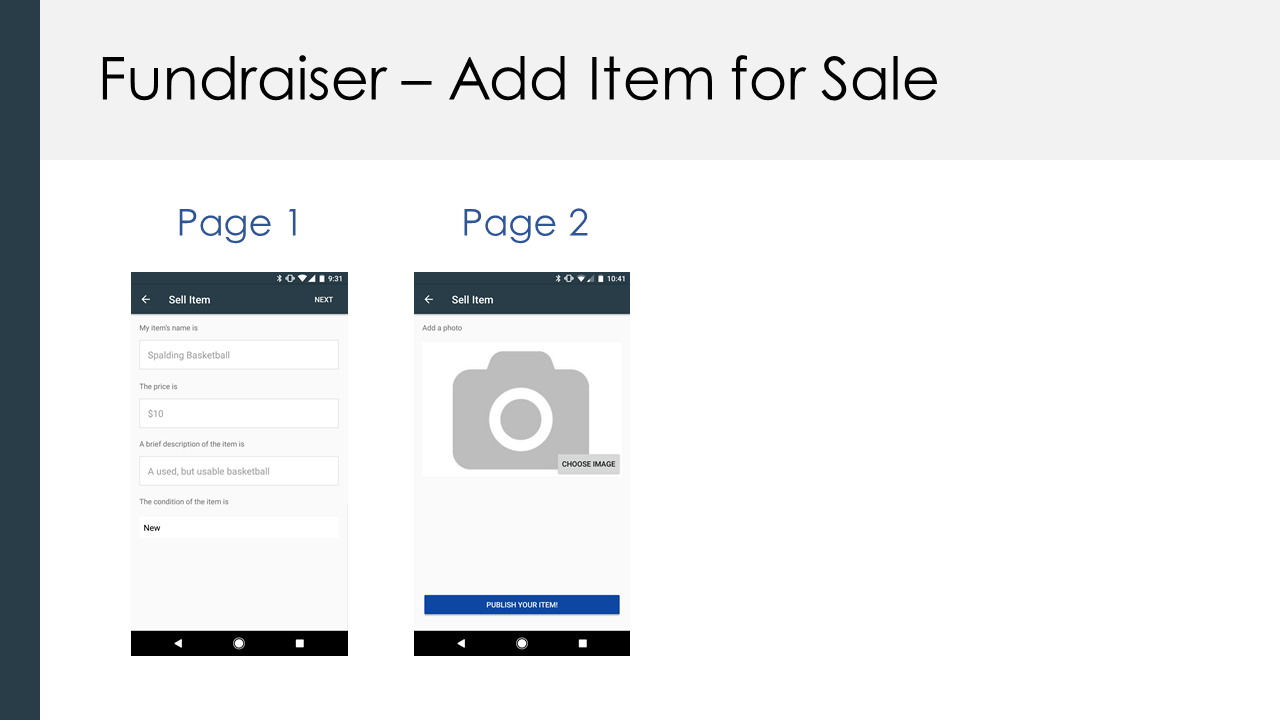 Fundraiser – Add Item for Sale
Page 1
9:31
Sell Item
NEXT
My item's name is
Spalding Basketball
The price is
$10
A brief description of the item is
A used, but usable basketball
The condition of the item is
New
Page 2
10:41
Sell Item
Add a photo
CHOOSE IMAGE
PUBLISH YOUR ITEM!